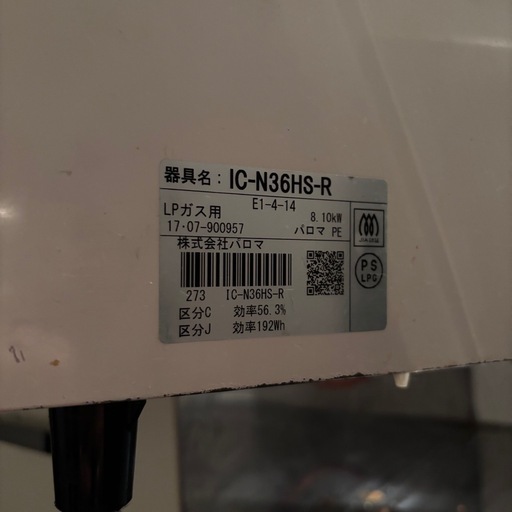 器具名：IC-N36HS-R
E1-4-14
LPガス用 8.10kW
17・07-900957 パロマ PE
株式会社パロマ
273 IC-N36HS-R
区分C 効率56.3%
区分J 効率192Wh
PS
LPG